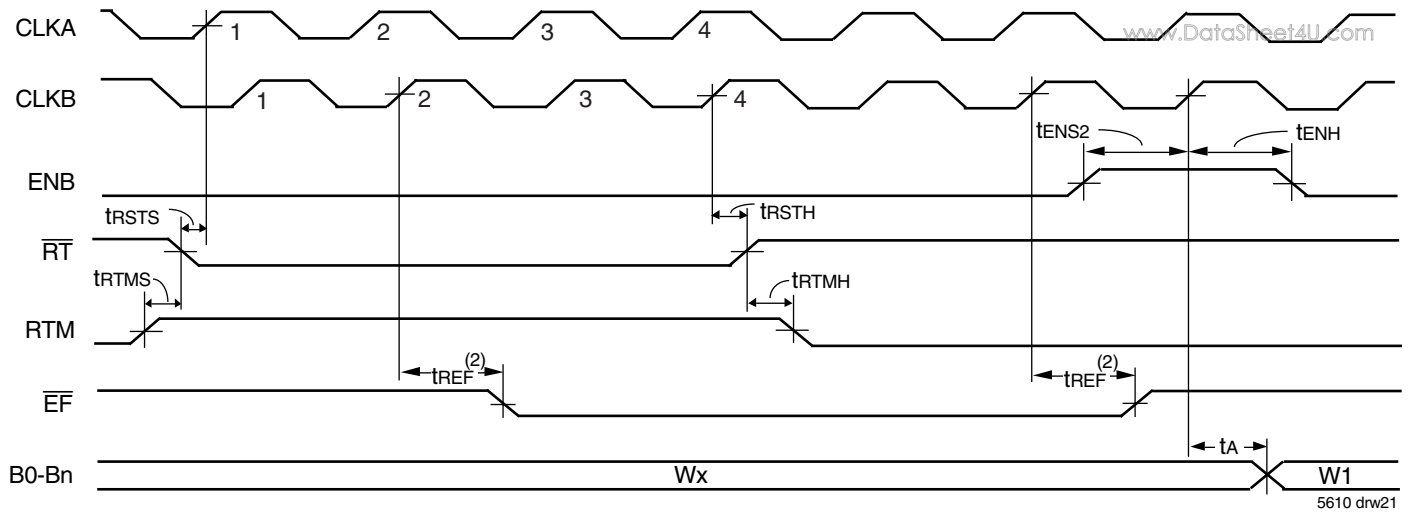 CLKA 1 2 3 4
www.DataSheet4U.com
CLKB 1 2 3 4
tENS2 tENH
ENB
tRSTS tRSTH
RT
tRTMS tRTMH
RTM
tREF(2) tREF(2)
EF
tA
B0-Bn Wx W1
5610 drw21